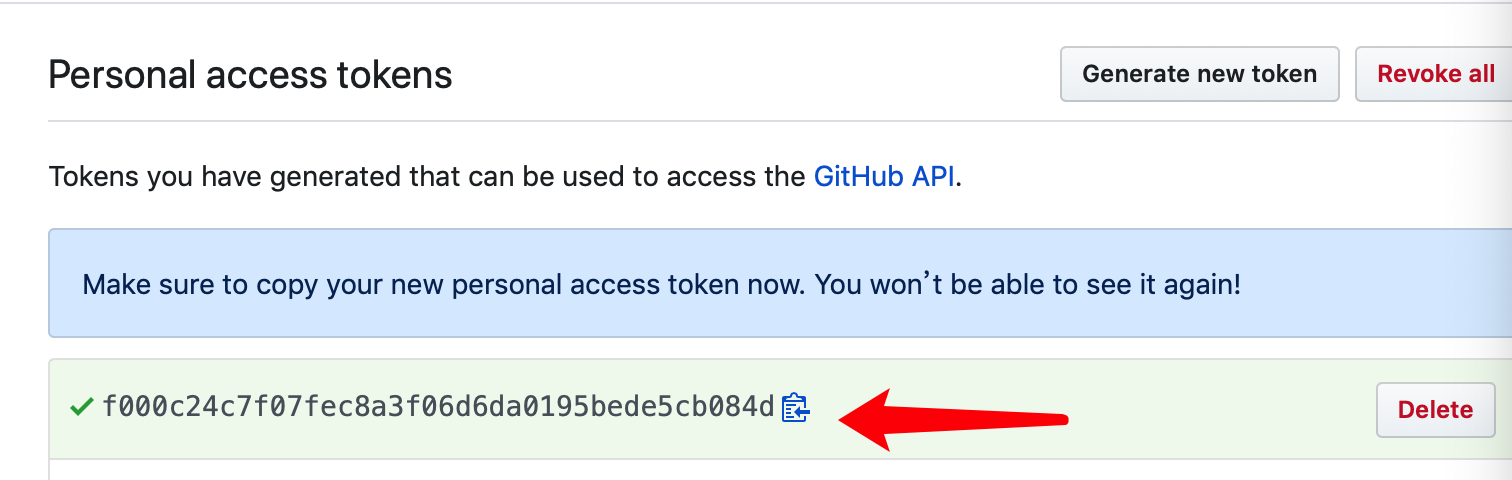 Personal access tokens
Generate new token
Revoke all
Tokens you have generated that can be used to access the GitHub API.
Make sure to copy your new personal access token now. You won’t be able to see it again!
f000c24c7f07fec8a3f06d6da0195bede5cb084d
Delete